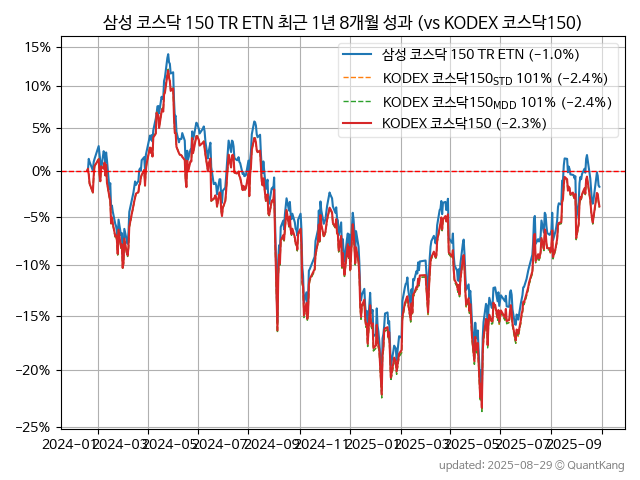 삼성 코스닥 150 TR ETN 최근 1년 8개월 성과 (vs KODEX 코스닥150)
삼성 코스닥 150 TR ETN (−1.0%)
KODEX 코스닥150STD 101% (−2.4%)
KODEX 코스닥150MDD 101% (−2.4%)
KODEX 코스닥150 (−2.3%)
15%
10%
5%
0%
−5%
−10%
−15%
−20%
−25%
2024-01 2024-03 2024-05 2024-07 2024-09 2024-11 2025-01 2025-03 2025-05 2025-07 2025-09
updated: 2025-08-29 © QuantKang